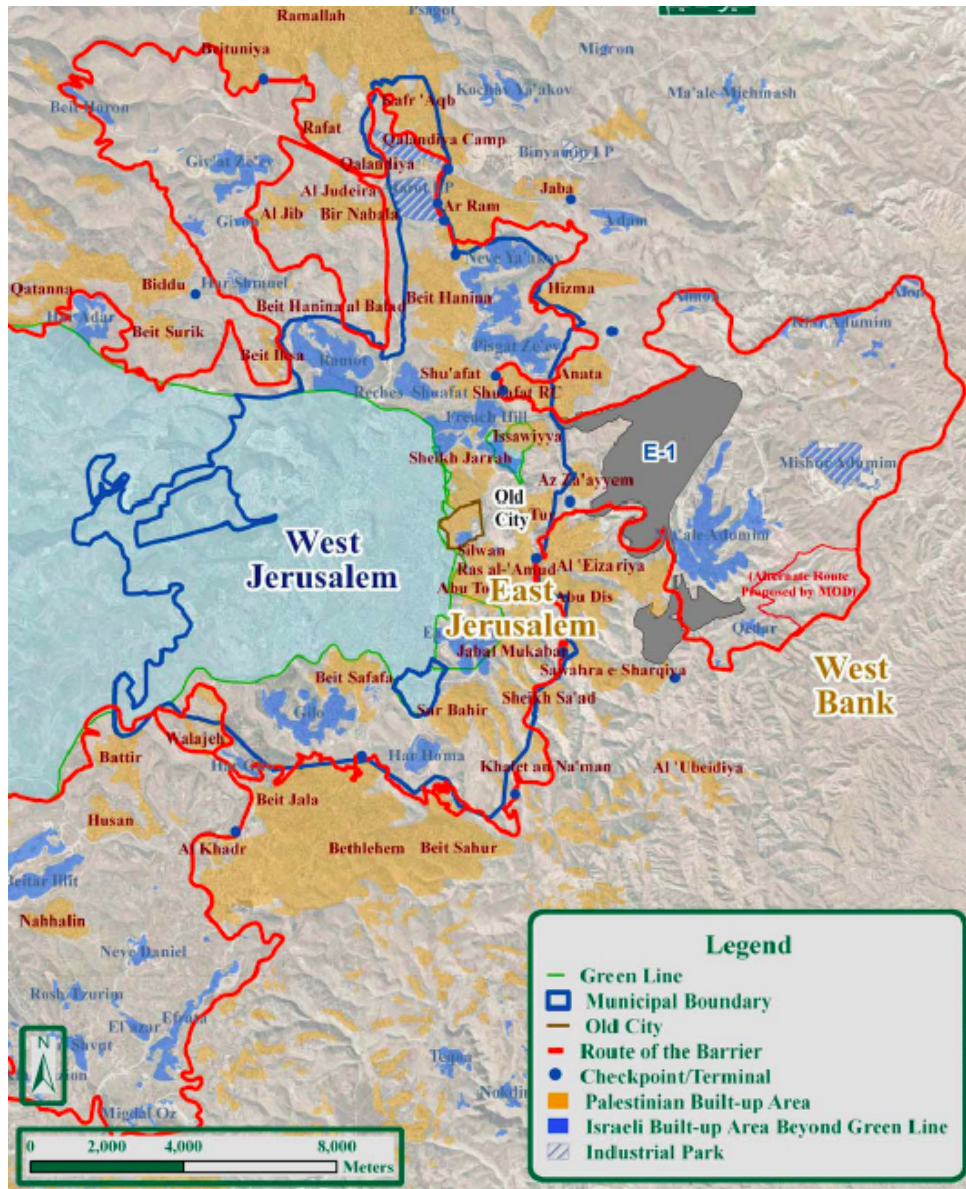 Ramallah
Psagot
Migron
Beituniya
Kochav Ya'akov
Ma'ale Michmash
Beit Horon
Kafr 'Aqb
Rafat
Qalandiya Camp
Binyamin I P
Giv'at Ze'ev
Qalandiya
Al Judeira
Jaba
Al Jib
Bir Nabala
Ar Ram
Adam
Givon
Neve Ya'akov
Qatanna
Biddu
Har Shmuel
Hizma
Beit Hanina al Balad
Beit Hanina
Almon
Alon
Har Adar
Beit Surik
Kfar Adumim
Beit Iksa
Ramot
Pisgat Ze'ev
Shu'afat
Anata
Reches Shuafat
Shu'afat RC
French Hill
Issawiyya
E-1
Sheikh Jarrah
Mishor Adumim
Az Za'ayyem
Old
City
Tur
West
Jerusalem
Silwan
Ma'ale Adumim
Ras al-'Amud
Al 'Eizariya
(Alternate Route
Proposed by MOD)
Abu To
East
Jerusalem
Abu Dis
Qedar
Jabal Mukaber
West
Bank
Beit Safafa
Sawahra e Sharqiya
Sheikh Sa'ad
Gilo
Sur Bahir
Walajeh
Battir
Har Homa
Khalet an Na'man
Al 'Ubeidiya
Beit Jala
Husan
Al Khadr
Bethlehem
Beit Sahur
Beitar Illit
Nahhalin
Neve Daniel
Rosh Tzurim
El'azar
Efrata
Teqoa
Nokdim
Migdal Oz
N
0
2,000
4,000
8,000
Meters
Legend
Green Line
Municipal Boundary
Old City
Route of the Barrier
Checkpoint/Terminal
Palestinian Built-up Area
Israeli Built-up Area Beyond Green Line
Industrial Park